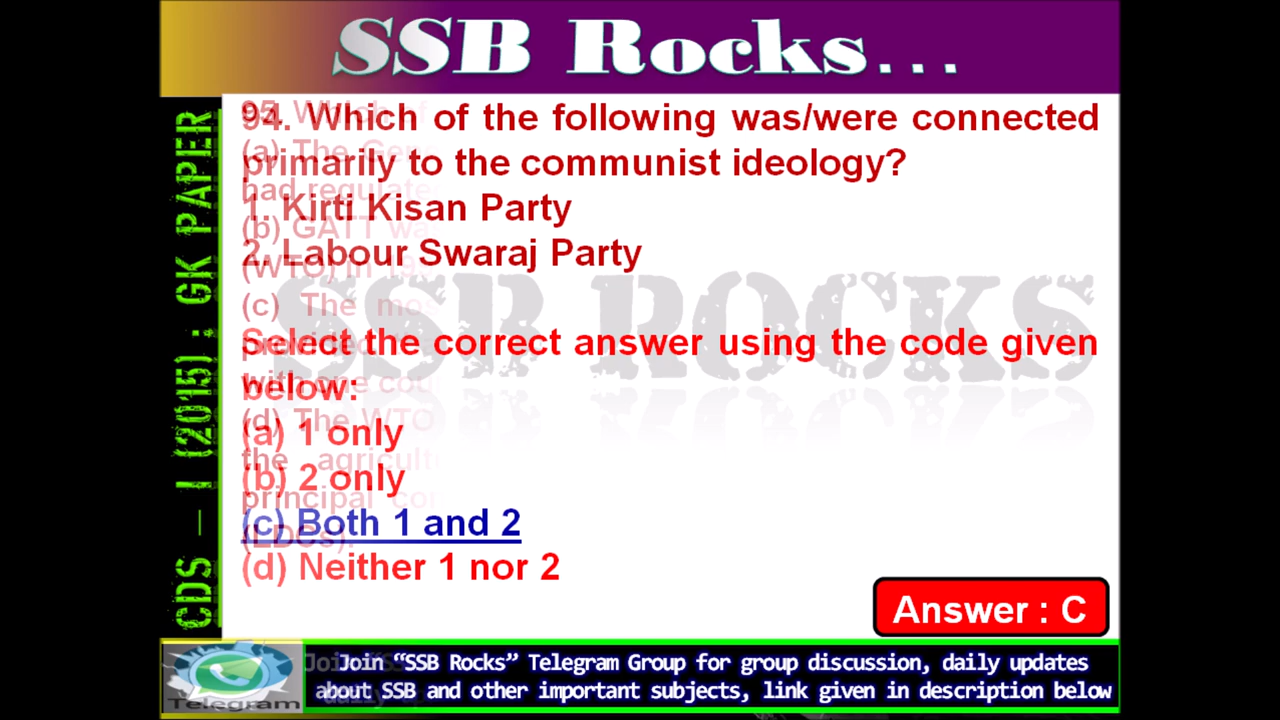 SSB Rocks...
CDS – I (2015) : GK PAPER
94. Which of the following was/were connected
primarily to the communist ideology?
1. Kirti Kisan Party
2. Labour Swaraj Party
SSB ROCKS
Select the correct answer using the code given
below:
(a) 1 only
(b) 2 only
(c) Both 1 and 2
(d) Neither 1 nor 2
Answer : C
Telegram
Join “SSB Rocks” Telegram Group for group discussion, daily updates
about SSB and other important subjects, link given in description below